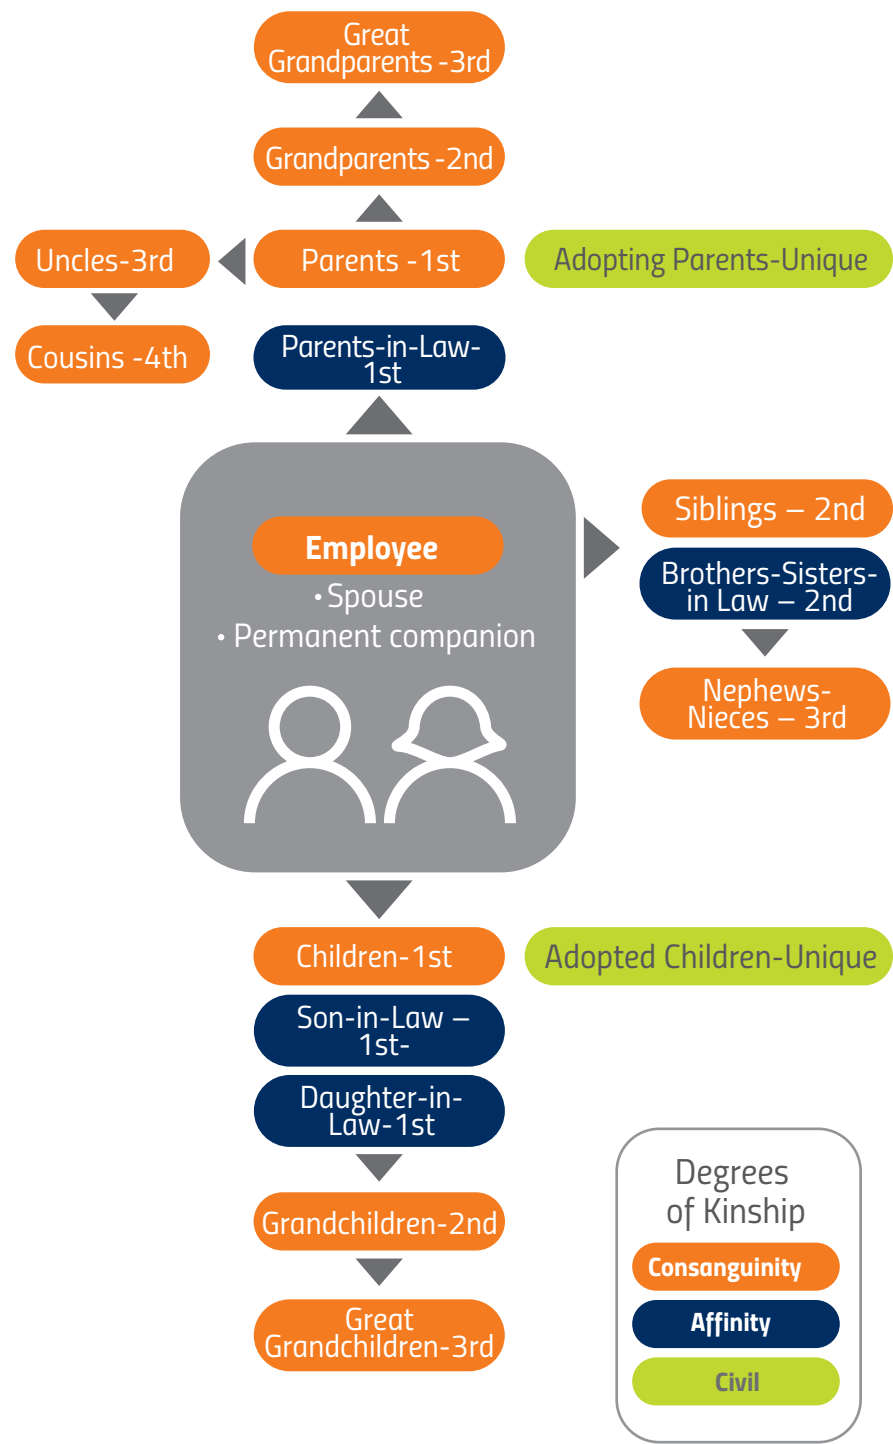 Great
Grandparents -3rd
Grandparents -2nd
Uncles-3rd
Parents -1st
Adopting Parents-Unique
Cousins -4th
Parents-in-Law-
1st
Employee
• Spouse
• Permanent companion
Siblings – 2nd
Brothers-Sisters-
in Law – 2nd
Nephews-
Nieces – 3rd
Children-1st
Adopted Children-Unique
Son-in-Law –
1st-
Daughter-in-
Law-1st
Grandchildren-2nd
Great
Grandchildren-3rd
Degrees
of Kinship
Consanguinity
Affinity
Civil